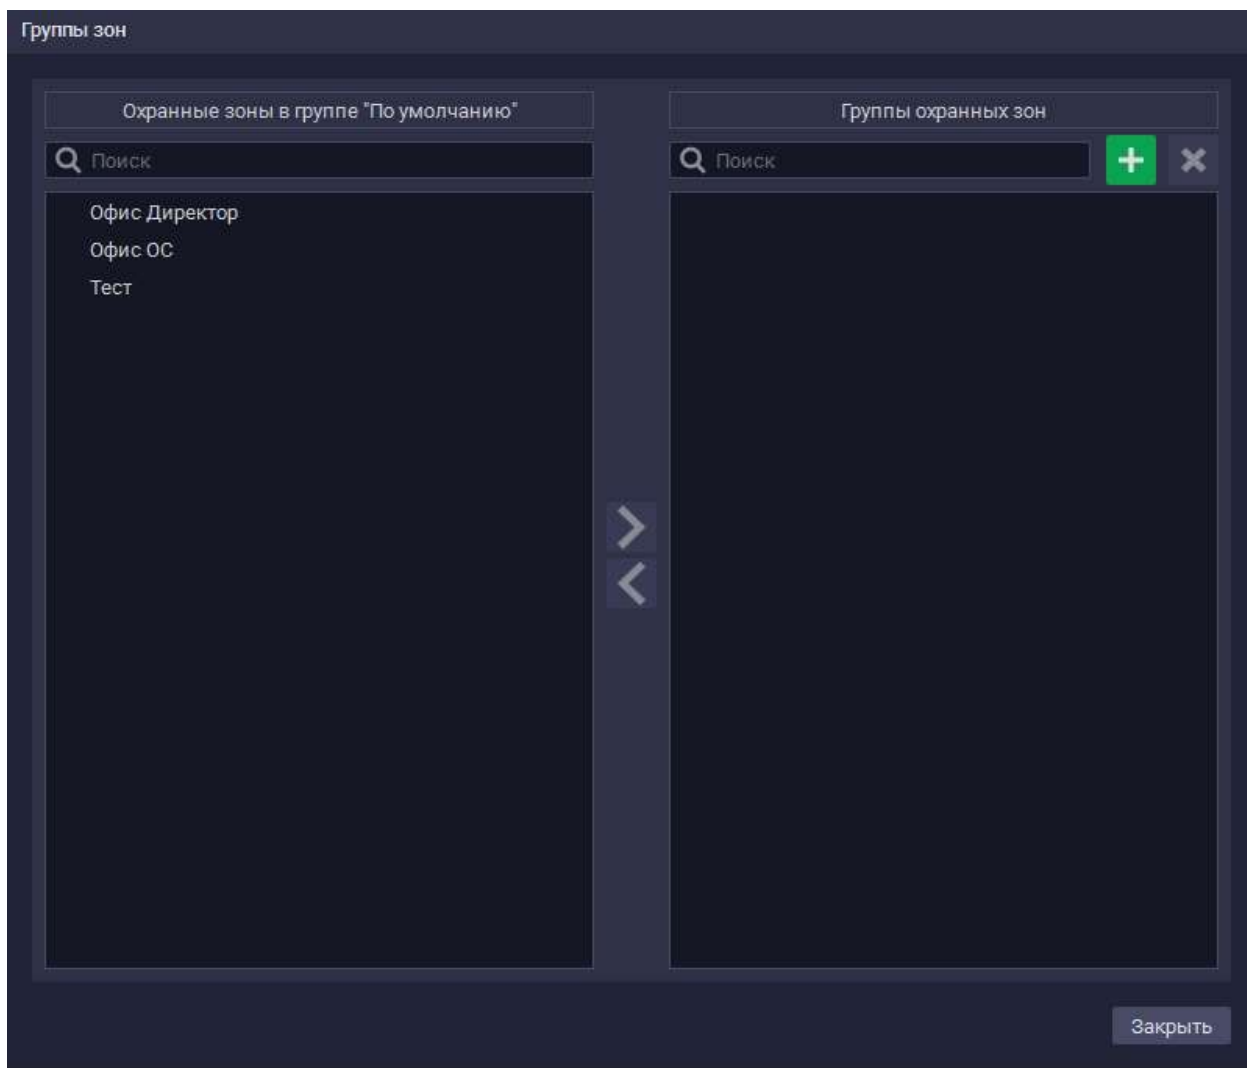 Группы зон
Охранные зоны в группе "По умолчанию"
Группы охранных зон
Поиск
Поиск
Офис Директор
Офис ОС
Тест
Закрыть